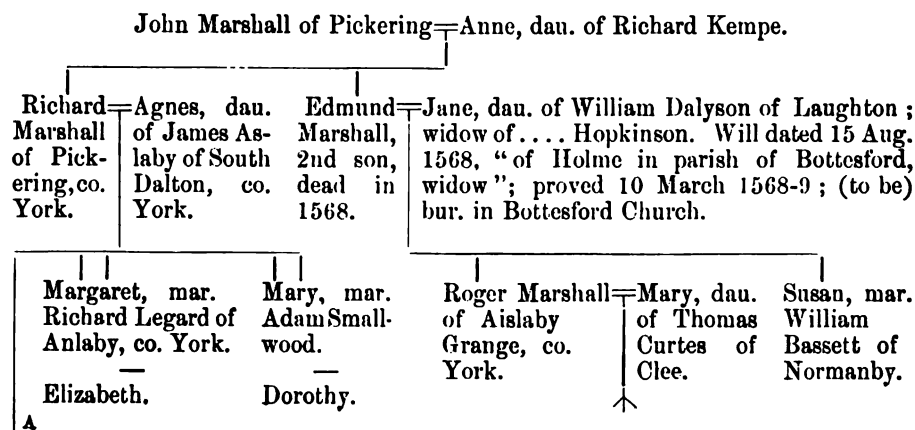 John Marshall of Pickering=Anne, dau. of Richard Kempe.
Richard=Agnes, dau.
Marshall of James As-
of Pick- laby of South
ering, co. Dalton, co.
York. York.
Edmund=Jane, dau. of William Dalyson of Laughton ;
Marshall, widow of .... Hopkinson. Will dated 15 Aug.
2nd son, 1568, "of Holme in parish of Bottesford,
dead in widow"; proved 10 March 1568-9 ; (to be)
1568. bur. in Bottesford Church.
Margaret, mar.
Richard Legard of
Anlaby, co. York.
—
Elizabeth.
Mary, mar.
Adam Small-
wood.
—
Dorothy.
Roger Marshall=Mary, dau.
of Aislaby of Thomas
Grange, co. Curtes of
York. Clee.
Susan, mar.
William
Bassett of
Normanby.
A